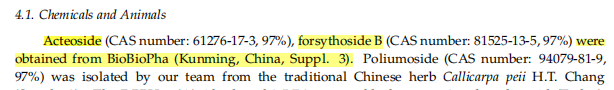 4.1. Chemicals and Animals
Acteoside (CAS number: 61276-17-3, 97%), forsythoside B (CAS number: 81525-13-5, 97%) were
obtained from BioBioPha (Kunming, China, Suppl. 3). Poliumoside (CAS number: 94079-81-9,
97%) was isolated by our team from the traditional Chinese herb Callicarpa peii H.T. Chang